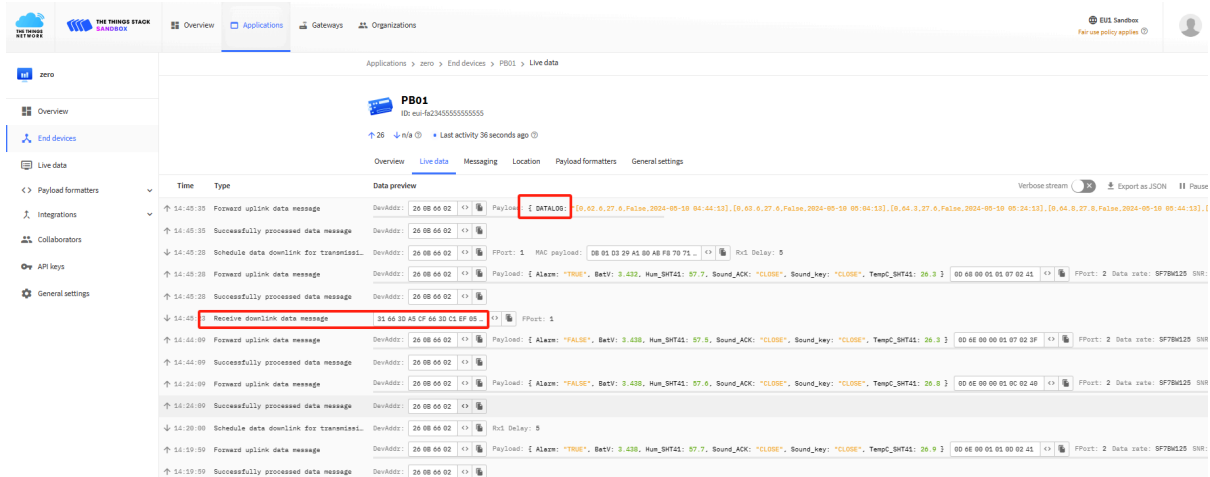 THE THINGS NETWORK
THE THINGS STACK
SANDBOX
Overview
Applications
Gateways
Organizations
EU1 Sandbox
Fair use policy applies
zero
Overview
End devices
Live data
Payload formatters
Integrations
Collaborators
API keys
General settings
Applications > zero > End devices > PB01 > Live data
PB01
ID: eui-fa23455555555555
↑ 26 ↓ n/a • Last activity 36 seconds ago
Overview Live data Messaging Location Payload formatters General settings
Time Type Data preview Verbose stream Export as JSON Pause
↑ 14:45:35 Forward uplink data message DevAddr: 26 0B 66 02 <> Payload: { DATALOG: "[0,62.6,27.6,False,2024-05-10 04:44:13],[0,63.6,27.6,False,2024-05-10 05:04:13],[0,64.3,27.6,False,2024-05-10 05:24:13],[0,64.8,27.8,False,2024-05-10 05:44:13],[
↑ 14:45:35 Successfully processed data message DevAddr: 26 0B 66 02 <>
↓ 14:45:28 Schedule data downlink for transmissi… DevAddr: 26 0B 66 02 <> FPort: 1 MAC payload: DB 01 D3 29 A1 80 AB F8 70 71 … <> Rx1 Delay: 5
↑ 14:45:28 Forward uplink data message DevAddr: 26 0B 66 02 <> Payload: { Alarm: "TRUE", BatV: 3.432, Hum_SHT41: 57.7, Sound_ACK: "CLOSE", Sound_key: "CLOSE", TempC_SHT41: 26.3 } 0D 68 00 01 01 07 02 41 <> FPort: 2 Data rate: SF7BW125 SNR:
↑ 14:45:28 Successfully processed data message DevAddr: 26 0B 66 02 <>
↓ 14:45:23 Receive downlink data message 31 66 3D A5 CF 66 3D C1 EF 05 … <> FPort: 1
↑ 14:44:09 Forward uplink data message DevAddr: 26 0B 66 02 <> Payload: { Alarm: "FALSE", BatV: 3.438, Hum_SHT41: 57.5, Sound_ACK: "CLOSE", Sound_key: "CLOSE", TempC_SHT41: 26.3 } 0D 6E 00 00 01 07 02 3F <> FPort: 2 Data rate: SF7BW125 SNR
↑ 14:44:09 Successfully processed data message DevAddr: 26 0B 66 02 <>
↑ 14:24:09 Forward uplink data message DevAddr: 26 0B 66 02 <> Payload: { Alarm: "FALSE", BatV: 3.438, Hum_SHT41: 57.6, Sound_ACK: "CLOSE", Sound_key: "CLOSE", TempC_SHT41: 26.8 } 0D 6E 00 00 01 0C 02 40 <> FPort: 2 Data rate: SF7BW125 SNR
↑ 14:24:09 Successfully processed data message DevAddr: 26 0B 66 02 <>
↓ 14:20:00 Schedule data downlink for transmissi… DevAddr: 26 0B 66 02 <> Rx1 Delay: 5
↑ 14:19:59 Forward uplink data message DevAddr: 26 0B 66 02 <> Payload: { Alarm: "TRUE", BatV: 3.438, Hum_SHT41: 57.7, Sound_ACK: "CLOSE", Sound_key: "CLOSE", TempC_SHT41: 26.9 } 0D 6E 00 01 01 0D 02 41 <> FPort: 2 Data rate: SF7BW125 SNR:
↑ 14:19:59 Successfully processed data message DevAddr: 26 0B 66 02 <>